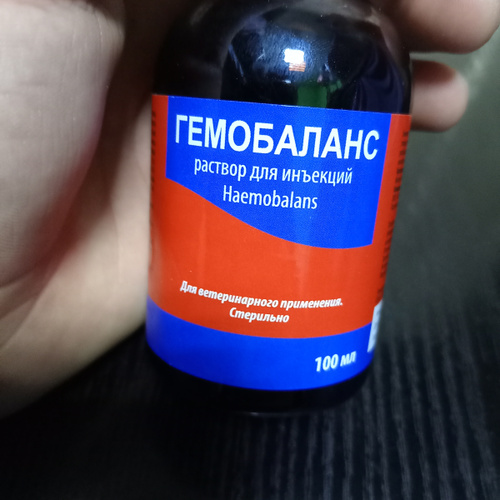 ГЕМОБАЛАНС
раствор для инъекций
Haemobalans
Для ветеринарного применения.
Стерильно
100 мл